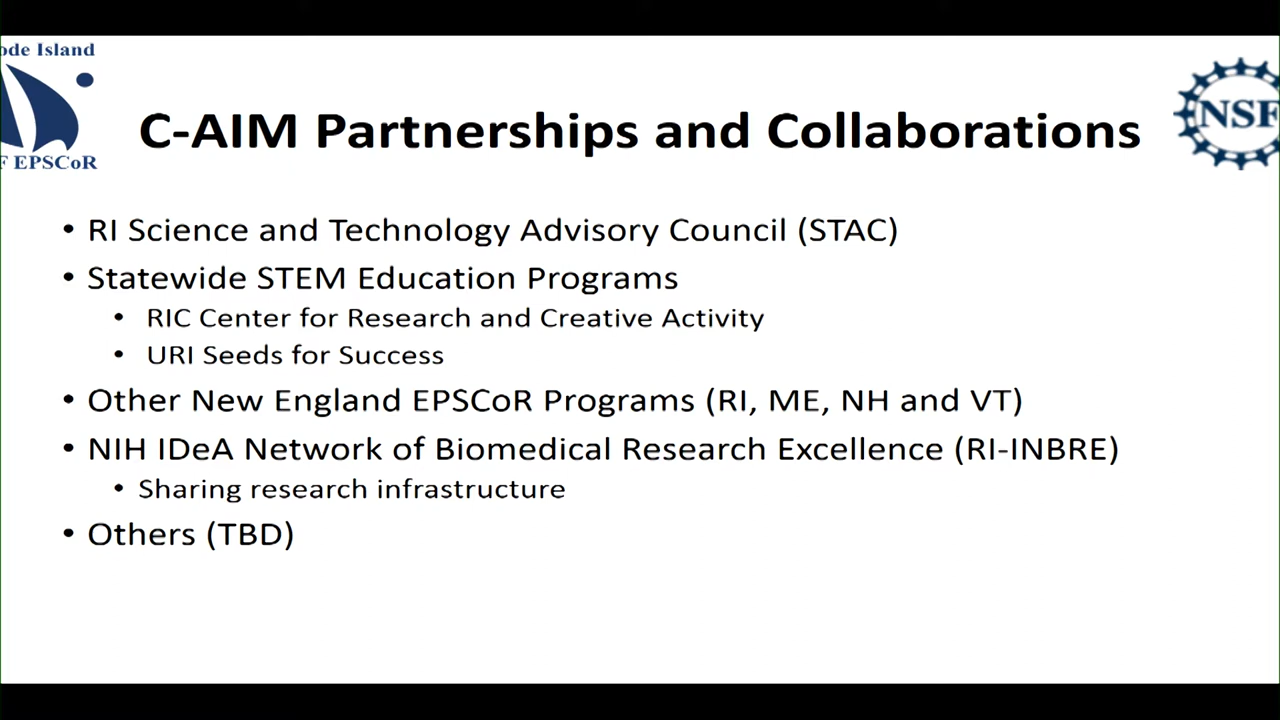 ode Island
F EPSCoR
NSF
C-AIM Partnerships and Collaborations
• RI Science and Technology Advisory Council (STAC)
• Statewide STEM Education Programs
• RIC Center for Research and Creative Activity
• URI Seeds for Success
• Other New England EPSCoR Programs (RI, ME, NH and VT)
• NIH IDeA Network of Biomedical Research Excellence (RI-INBRE)
• Sharing research infrastructure
• Others (TBD)